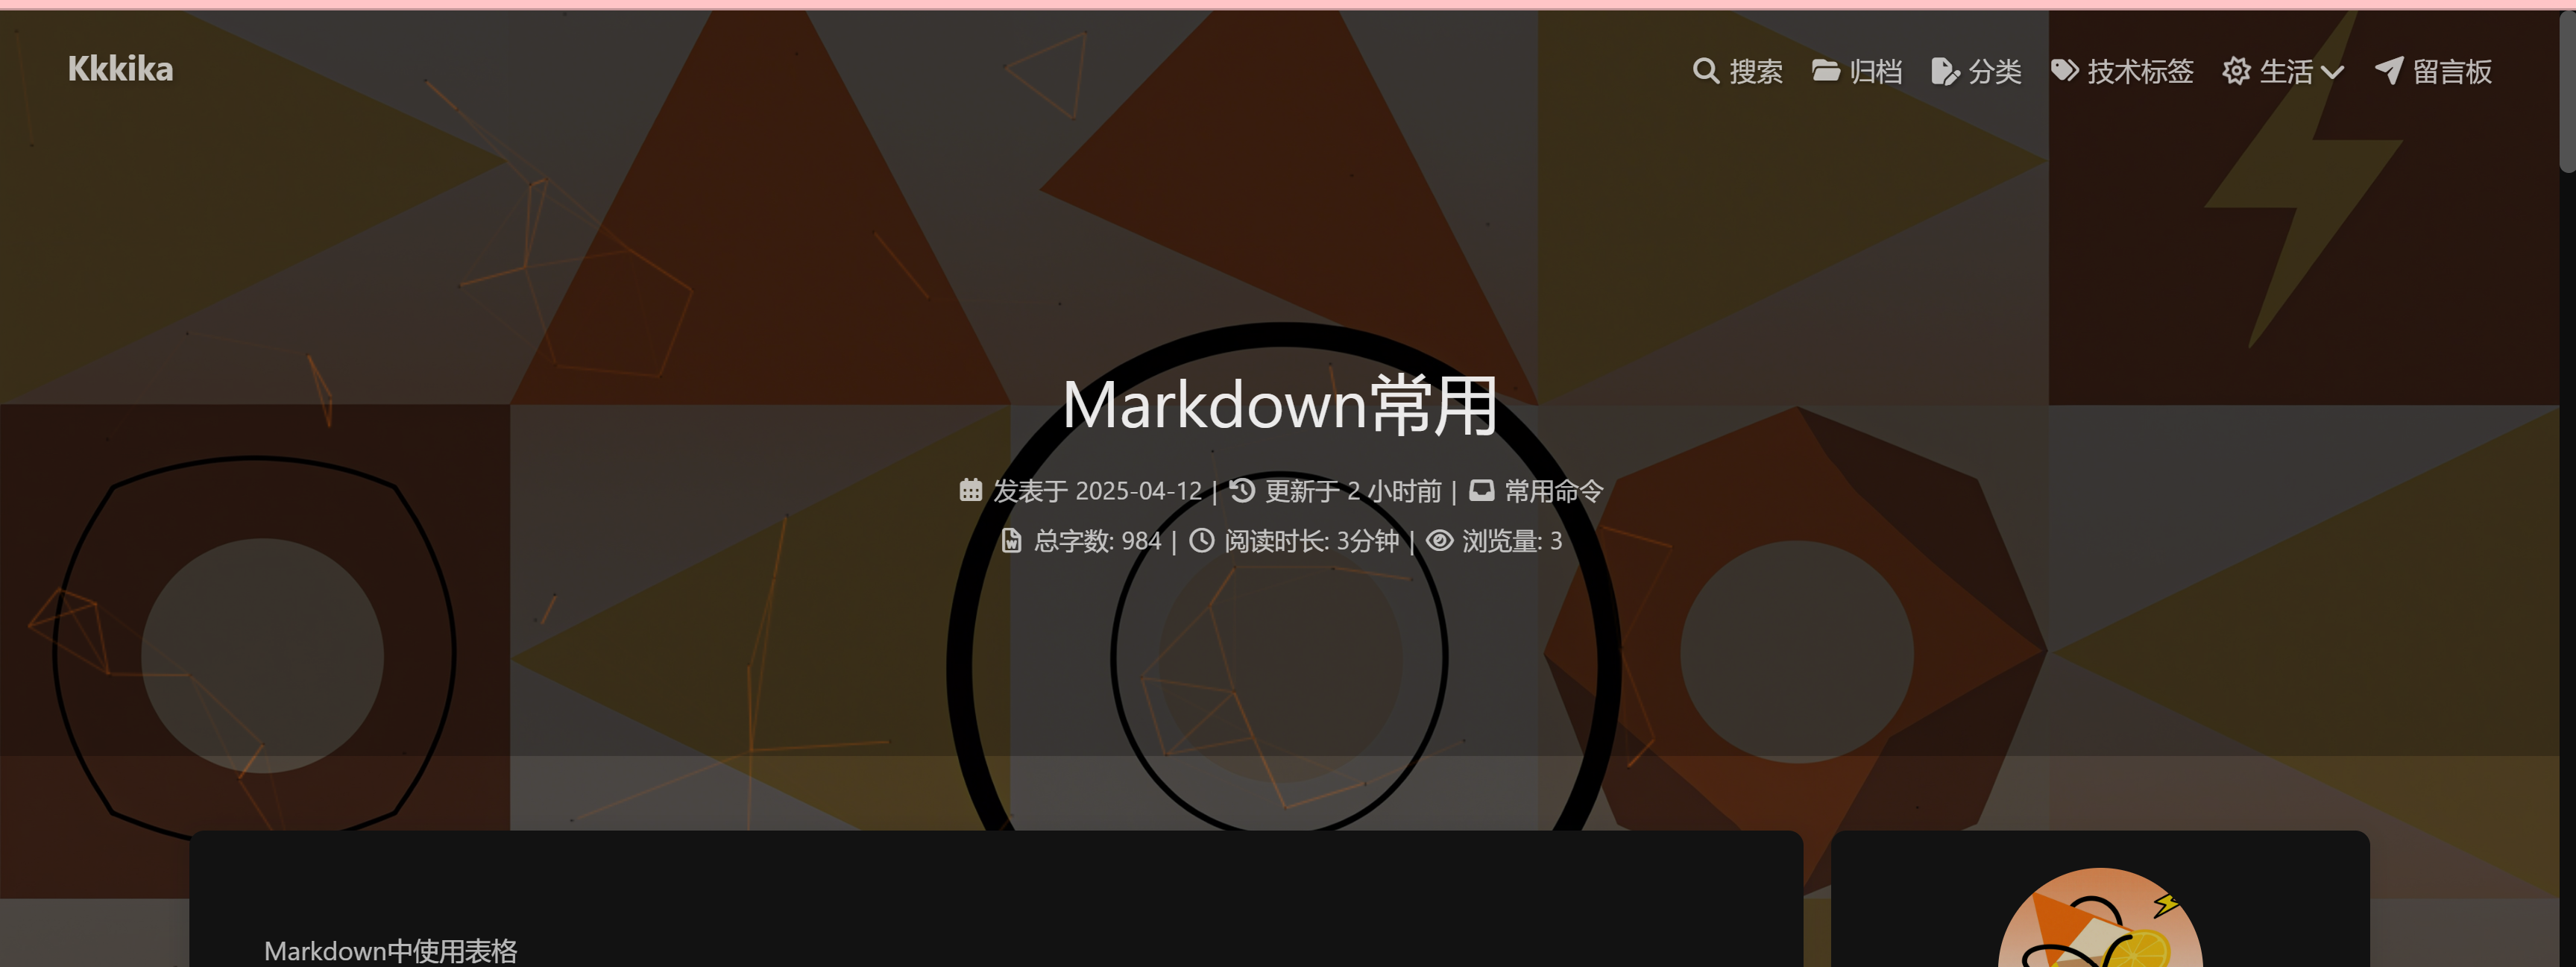 Kkkika
搜索 归档 分类 技术标签 生活 留言板
Markdown常用
发表于 2025-04-12 | 更新于 2 小时前 | 常用命令
总字数: 984 | 阅读时长: 3分钟 | 浏览量: 3
Markdown中使用表格